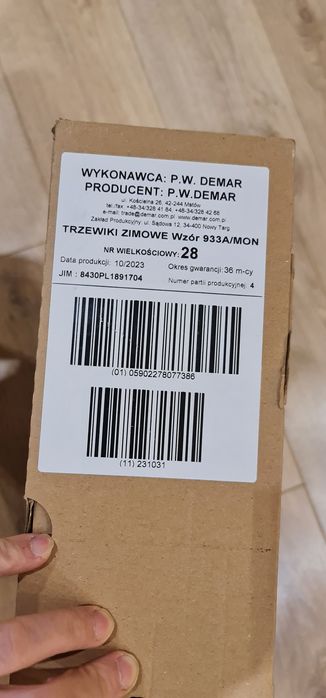 WYKONAWCA: P.W. DEMAR
PRODUCENT: P.W.DEMAR
ul. Kościelna 26, 42-244 Mstów
tel./fax +48-34/328 41 84, +48-34/328 42 68
e-mail: trade@demar.com.pl www.demar.com.pl
Zakład Produkcyjny: ul. Sądowa 12, 34-400 Nowy Targ
TRZEWIKI ZIMOWE Wzór 933A/MON
NR WIELKOŚCIOWY: 28
Data produkcji: 10/2023 Okres gwarancji: 36 m-cy
JIM : 8430PL1891704 Numer partii produkcyjnej: 4
(01) 05902278077386
(11) 231031